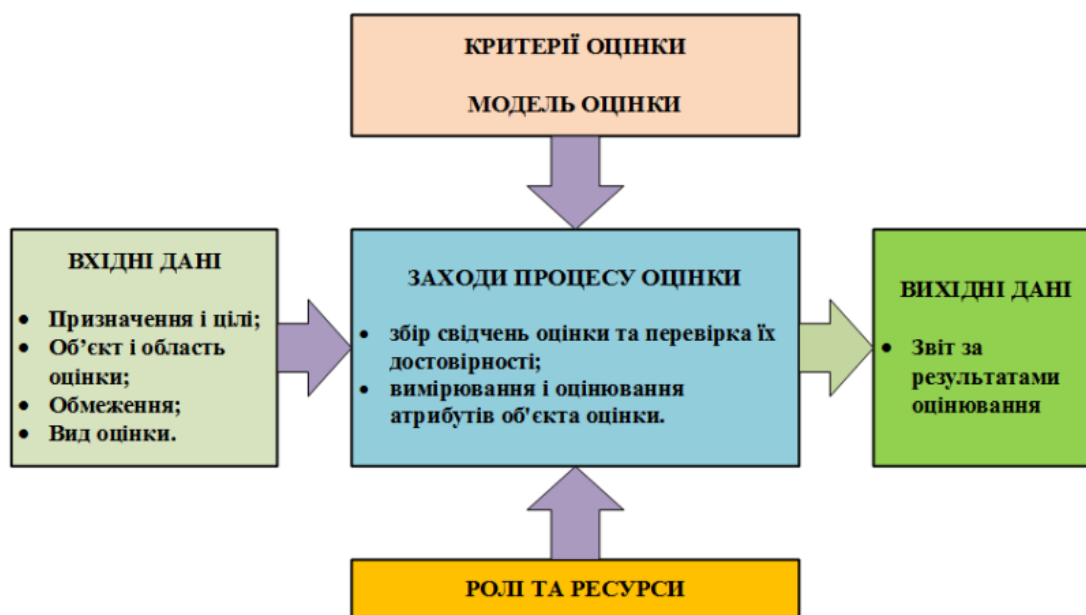 КРИТЕРІЇ ОЦІНКИ
МОДЕЛЬ ОЦІНКИ
ВХІДНІ ДАНІ
• Призначення і цілі;
• Об’єкт і область
оцінки;
• Обмеження;
• Вид оцінки.
ЗАХОДИ ПРОЦЕСУ ОЦІНКИ
• збір свідчень оцінки та перевірка їх
достовірності;
• вимірювання і оцінювання
атрибутів об'єкта оцінки.
ВИХІДНІ ДАНІ
• Звіт за
результатами
оцінювання
РОЛІ ТА РЕСУРСИ